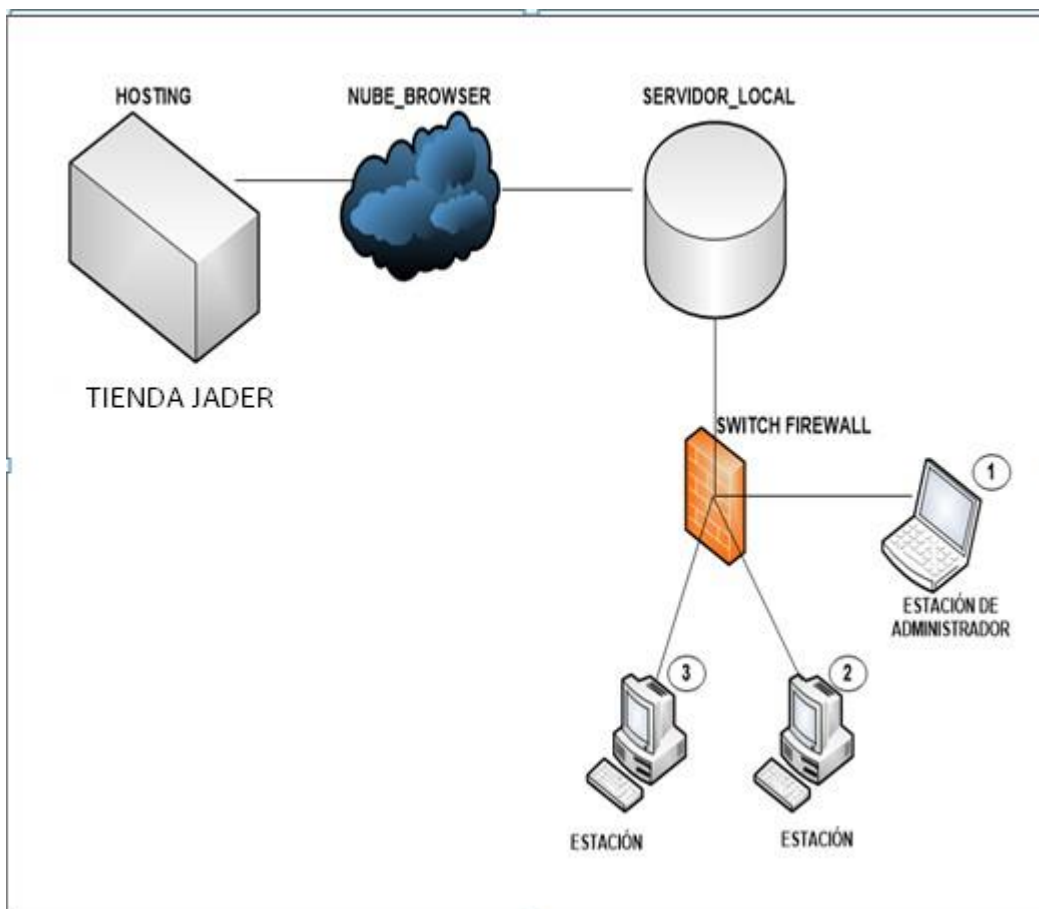 HOSTING
NUBE_BROWSER
SERVIDOR_LOCAL
TIENDA JADER
SWITCH FIREWALL
1
ESTACIÓN DE
ADMINISTRADOR
3
2
ESTACIÓN
ESTACIÓN